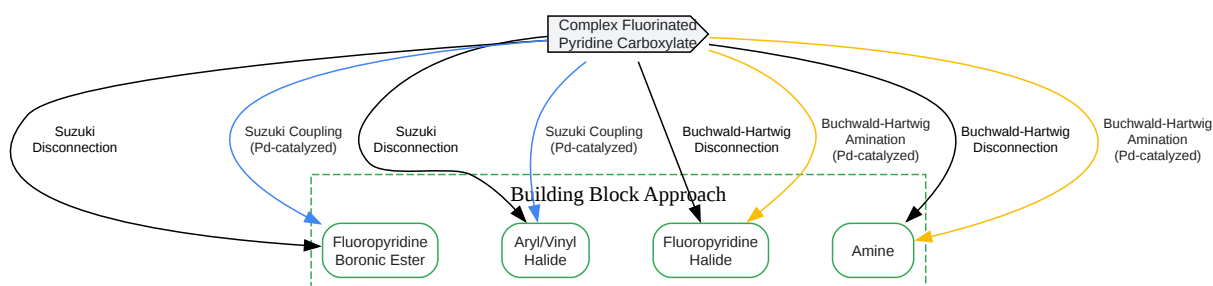 Complex Fluorinated
Pyridine Carboxylate
Suzuki
Disconnection
Suzuki Coupling
(Pd-catalyzed)
Suzuki
Disconnection
Suzuki Coupling
(Pd-catalyzed)
Buchwald-Hartwig
Disconnection
Buchwald-Hartwig
Amination
(Pd-catalyzed)
Buchwald-Hartwig
Disconnection
Buchwald-Hartwig
Amination
(Pd-catalyzed)
Building Block Approach
Fluoropyridine
Boronic Ester
Aryl/Vinyl
Halide
Fluoropyridine
Halide
Amine